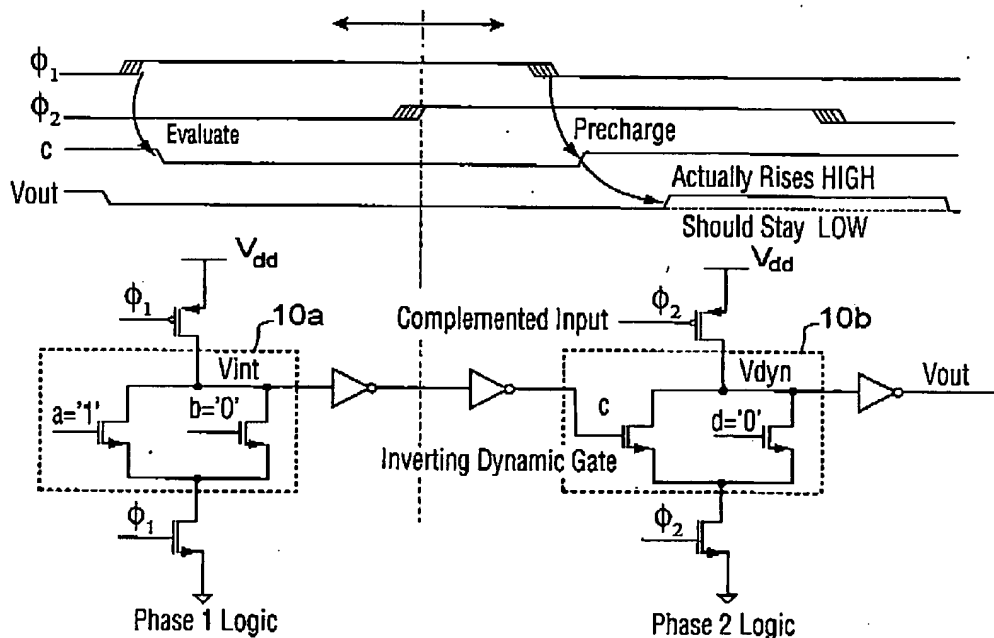 ϕ1
ϕ2
Evaluate
Precharge
c
Actually Rises HIGH
Vout
Should Stay LOW
Vdd
Vdd
ϕ1
10a
Complemented Input
ϕ2
10b
Vint
Vdyn
Vout
a='1'
b='0'
c
d='0'
Inverting Dynamic Gate
ϕ1
ϕ2
Phase 1 Logic
Phase 2 Logic